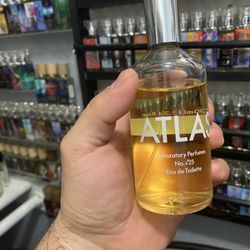 ATLAS
Laboratory Perfumes
No.√25
Eau de Toilette